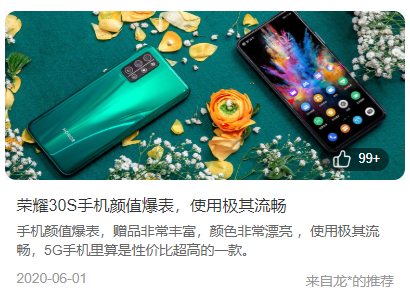 HONOR
99+
荣耀30S手机颜值爆表，使用极其流畅
手机颜值爆表，赠品非常丰富，颜色非常漂亮 ，使用极其流
畅，5G手机里算是性价比超高的一款。
2020-06-01
来自龙*的推荐